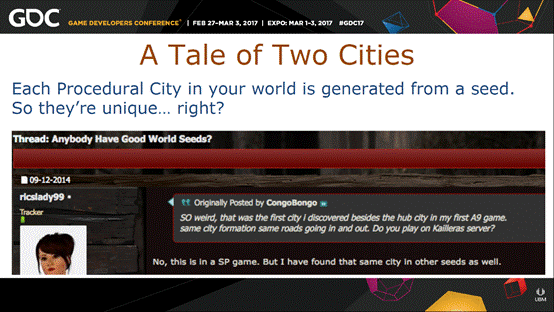 GDC GAME DEVELOPERS CONFERENCE | FEB 27-MAR 3, 2017 | EXPO: MAR 1-3, 2017 #GDC17
A Tale of Two Cities
Each Procedural City in your world is generated from a seed.
So they're unique… right?
Thread: Anybody Have Good World Seeds?
09-12-2014
ricslady99
Tracker
Originally Posted by CongoBongo
SO weird, that was the first city i discovered besides the hub city in my first A9 game.
same city formation same roads going in and out. Do you play on Kailleras server?
No, this is in a SP game. But I have found that same city in other seeds as well.
UBM